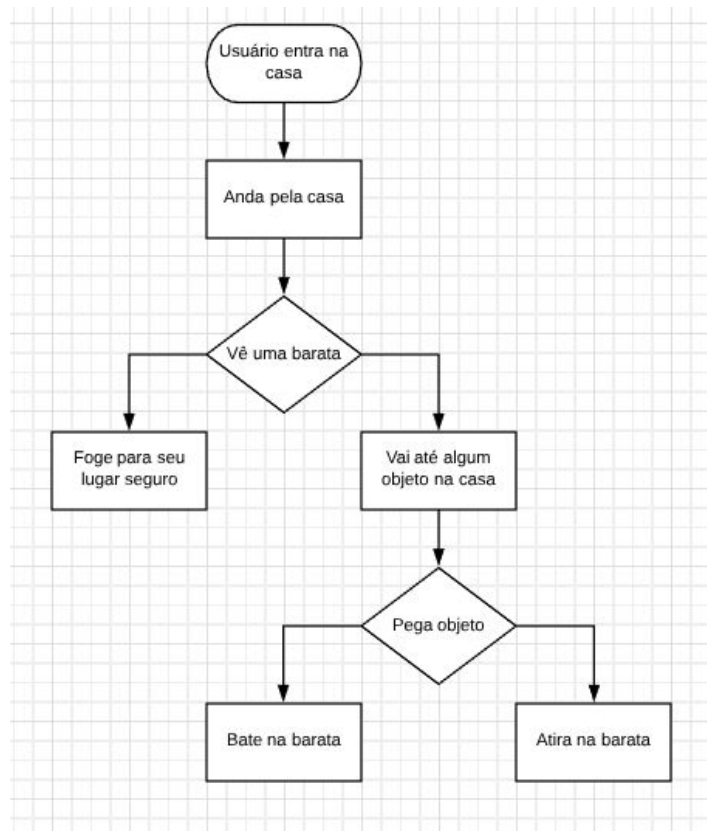 Usuário entra na
casa
Anda pela casa
Vê uma barata
Foge para seu
lugar seguro
Vai até algum
objeto na casa
Pega objeto
Bate na barata
Atira na barata